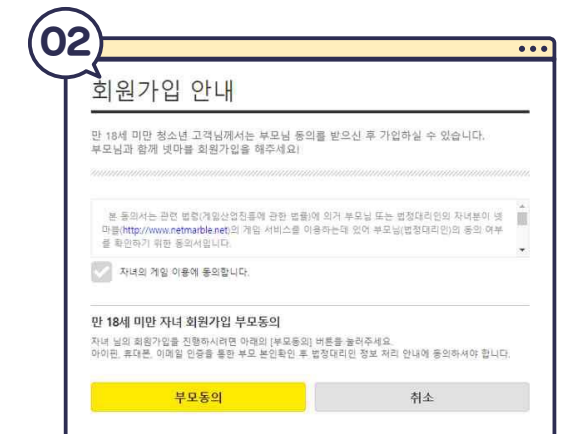 02
회원가입 안내
만 18세 미만 청소년 고객님께서는 부모님 동의를 받으신 후 가입하실 수 있습니다.
부모님과 함께 넷마블 회원가입을 해주세요!
본 동의서는 관련 법령(게임산업진흥에 관한 법률)에 의거 부모님 또는 법정대리인의 자녀분이 넷
마블(http://www.netmarble.net)의 게임 서비스를 이용하는데 있어 부모님(법정대리인)의 동의 여부
를 확인하기 위한 동의서입니다.
자녀의 게임 이용에 동의합니다.
만 18세 미만 자녀 회원가입 부모동의
자녀 님의 회원가입을 진행하시려면 아래의 [부모동의] 버튼을 눌러주세요.
아이핀, 휴대폰, 이메일 인증을 통한 부모 본인확인 후 법정대리인 정보 처리 안내에 동의하셔야 합니다.
부모동의
취소